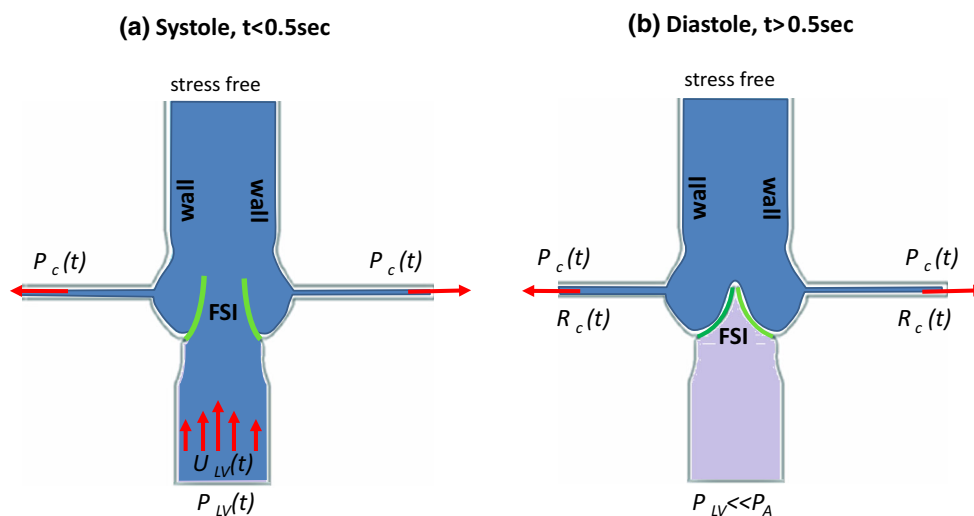 (a) Systole, t<0.5sec
stress free
wall
wall
P c (t)
P c (t)
FSI
U LV(t)
P LV(t)
(b) Diastole, t>0.5sec
stress free
wall
wall
P c (t)
P c (t)
R c (t)
R c (t)
FSI
P LV<<P A